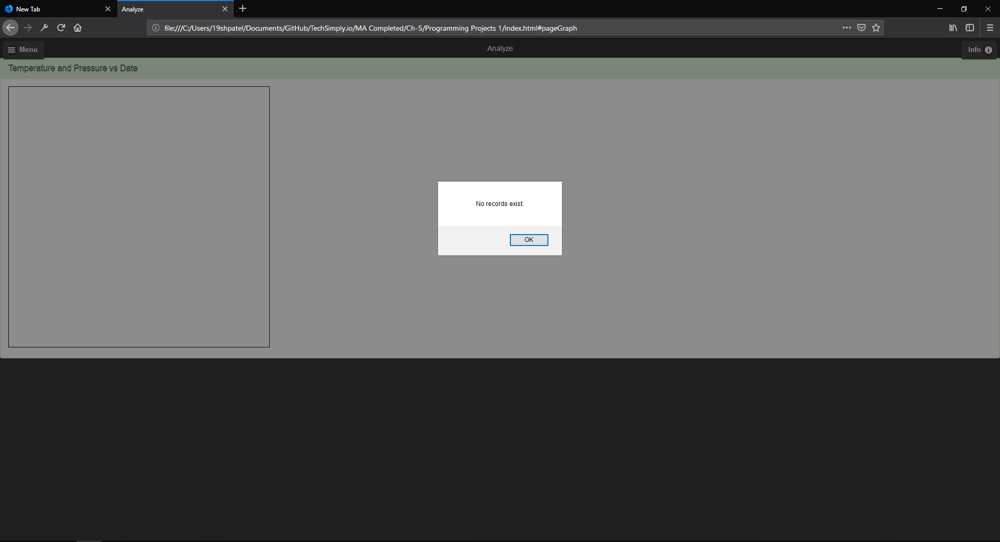 New Tab
Analyze
file:///C:/Users/19shpatel/Documents/GitHub/TechSimply.io/MA Completed/Ch-5/Programming Projects 1/index.html#pageGraph
Menu
Analyze
Info
Temperature and Pressure vs Date
No records exist.
OK